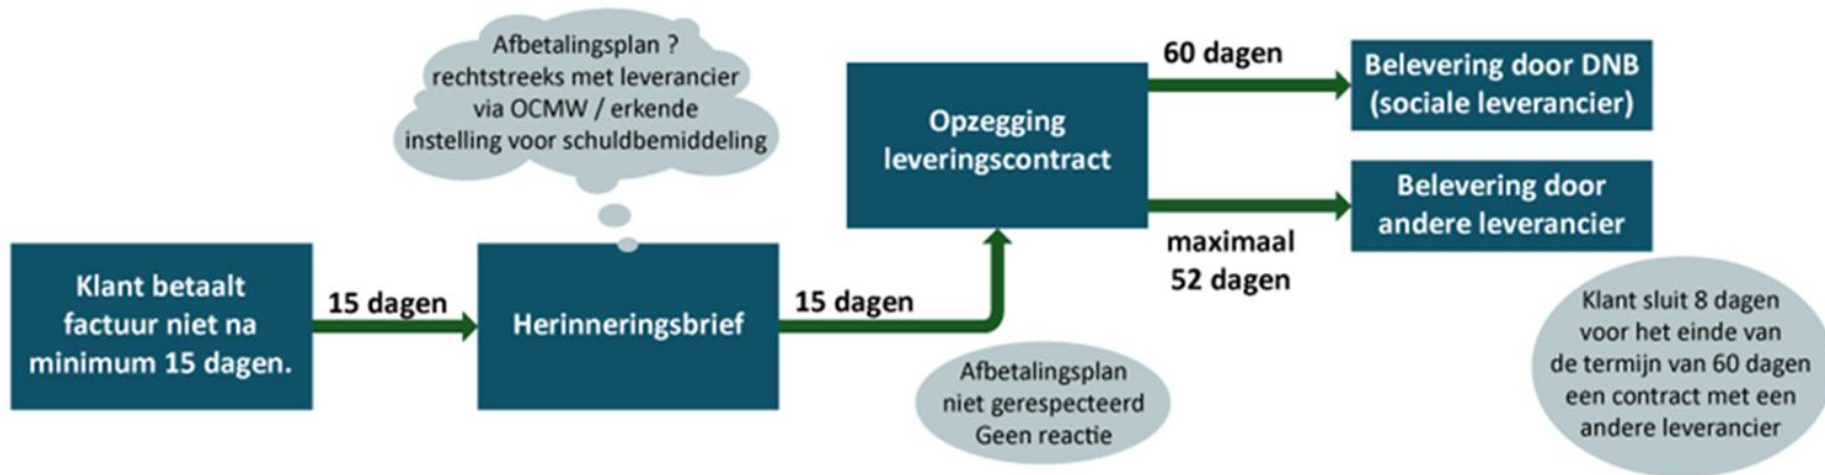 Klant betaalt
factuur niet na
minimum 15 dagen.
15 dagen
Afbetalingsplan ?
rechtstreeks met leverancier
via OCMW / erkende
instelling voor schuldbemiddeling
Herinneringsbrief
15 dagen
Afbetalingsplan
niet gerespecteerd
Geen reactie
Opzegging
leveringscontract
60 dagen
Belevering door DNB
(sociale leverancier)
maximaal
52 dagen
Belevering door
andere leverancier
Klant sluit 8 dagen
voor het einde van
de termijn van 60 dagen
een contract met een
andere leverancier